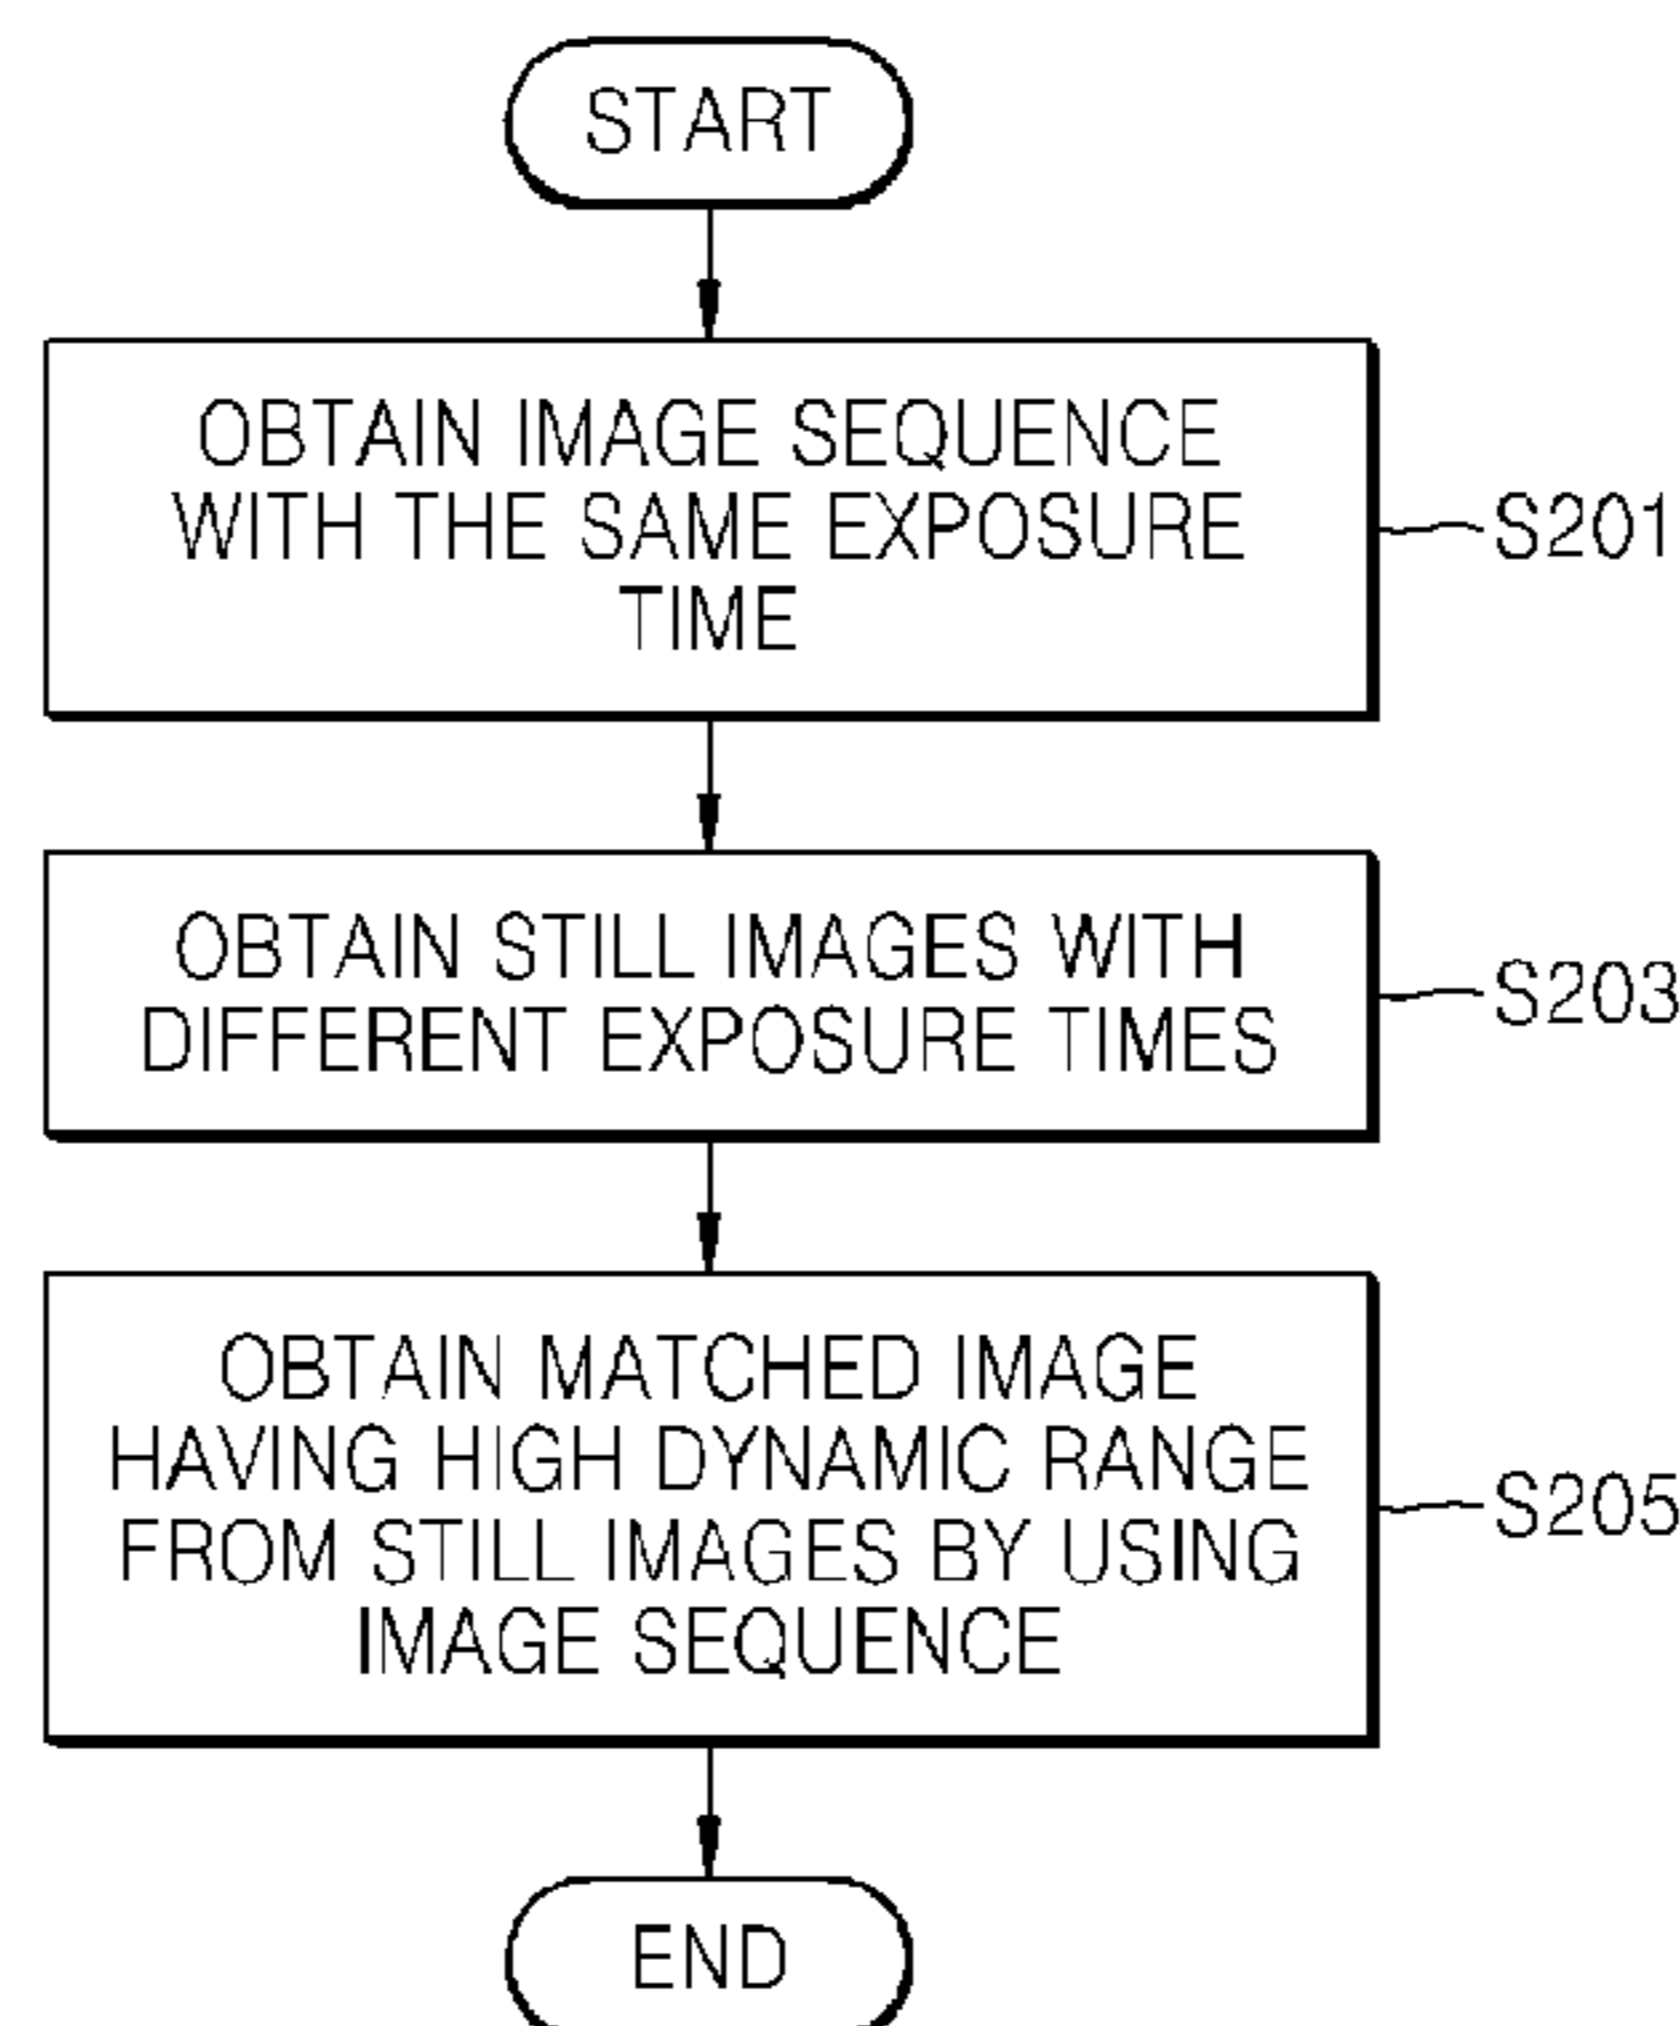 START
OBTAIN IMAGE SEQUENCE
WITH THE SAME EXPOSURE
TIME
S201
OBTAIN STILL IMAGES WITH
DIFFERENT EXPOSURE TIMES
S203
OBTAIN MATCHED IMAGE
HAVING HIGH DYNAMIC RANGE
FROM STILL IMAGES BY USING
IMAGE SEQUENCE
S205
END